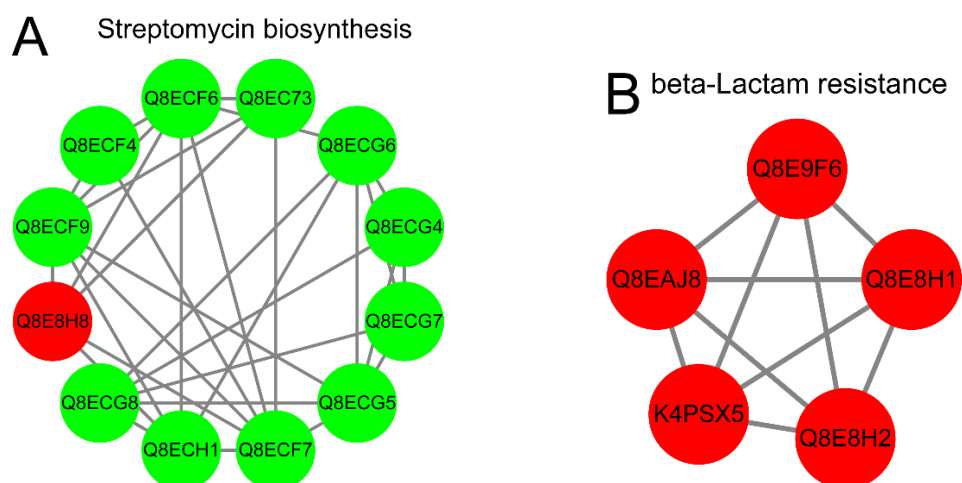 A
Streptomycin biosynthesis
Q8ECF6
Q8EC73
Q8ECF4
Q8ECG6
Q8ECF9
Q8ECG4
Q8E8H8
Q8ECG7
Q8ECG8
Q8ECG5
Q8ECH1
Q8ECF7
B
beta-Lactam resistance
Q8E9F6
Q8EAJ8
Q8E8H1
K4PSX5
Q8E8H2